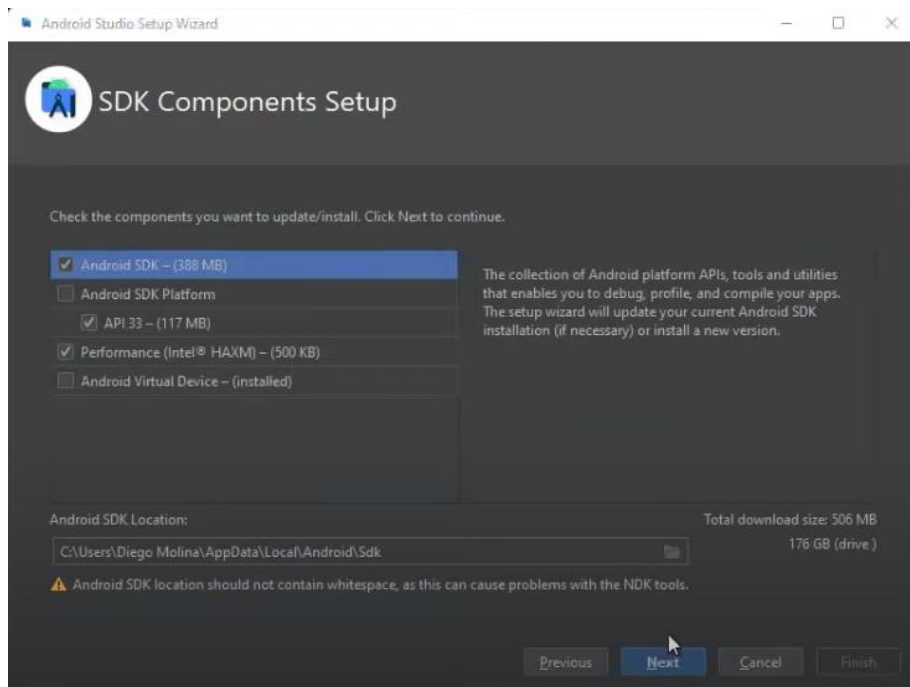 Android Studio Setup Wizard
SDK Components Setup
Check the components you want to update/install. Click Next to continue.
Android SDK – (388 MB)
Android SDK Platform
API 33 – (117 MB)
Performance (Intel® HAXM) – (500 KB)
Android Virtual Device – (installed)
The collection of Android platform APIs, tools and utilities
that enables you to debug, profile, and compile your apps.
The setup wizard will update your current Android SDK
installation (if necessary) or install a new version.
Android SDK Location:
Total download size: 506 MB
C:\Users\Diego Molina\AppData\Local\Android\Sdk
176 GB (drive )
Android SDK location should not contain whitespace, as this can cause problems with the NDK tools.
Previous
Next
Cancel
Finish